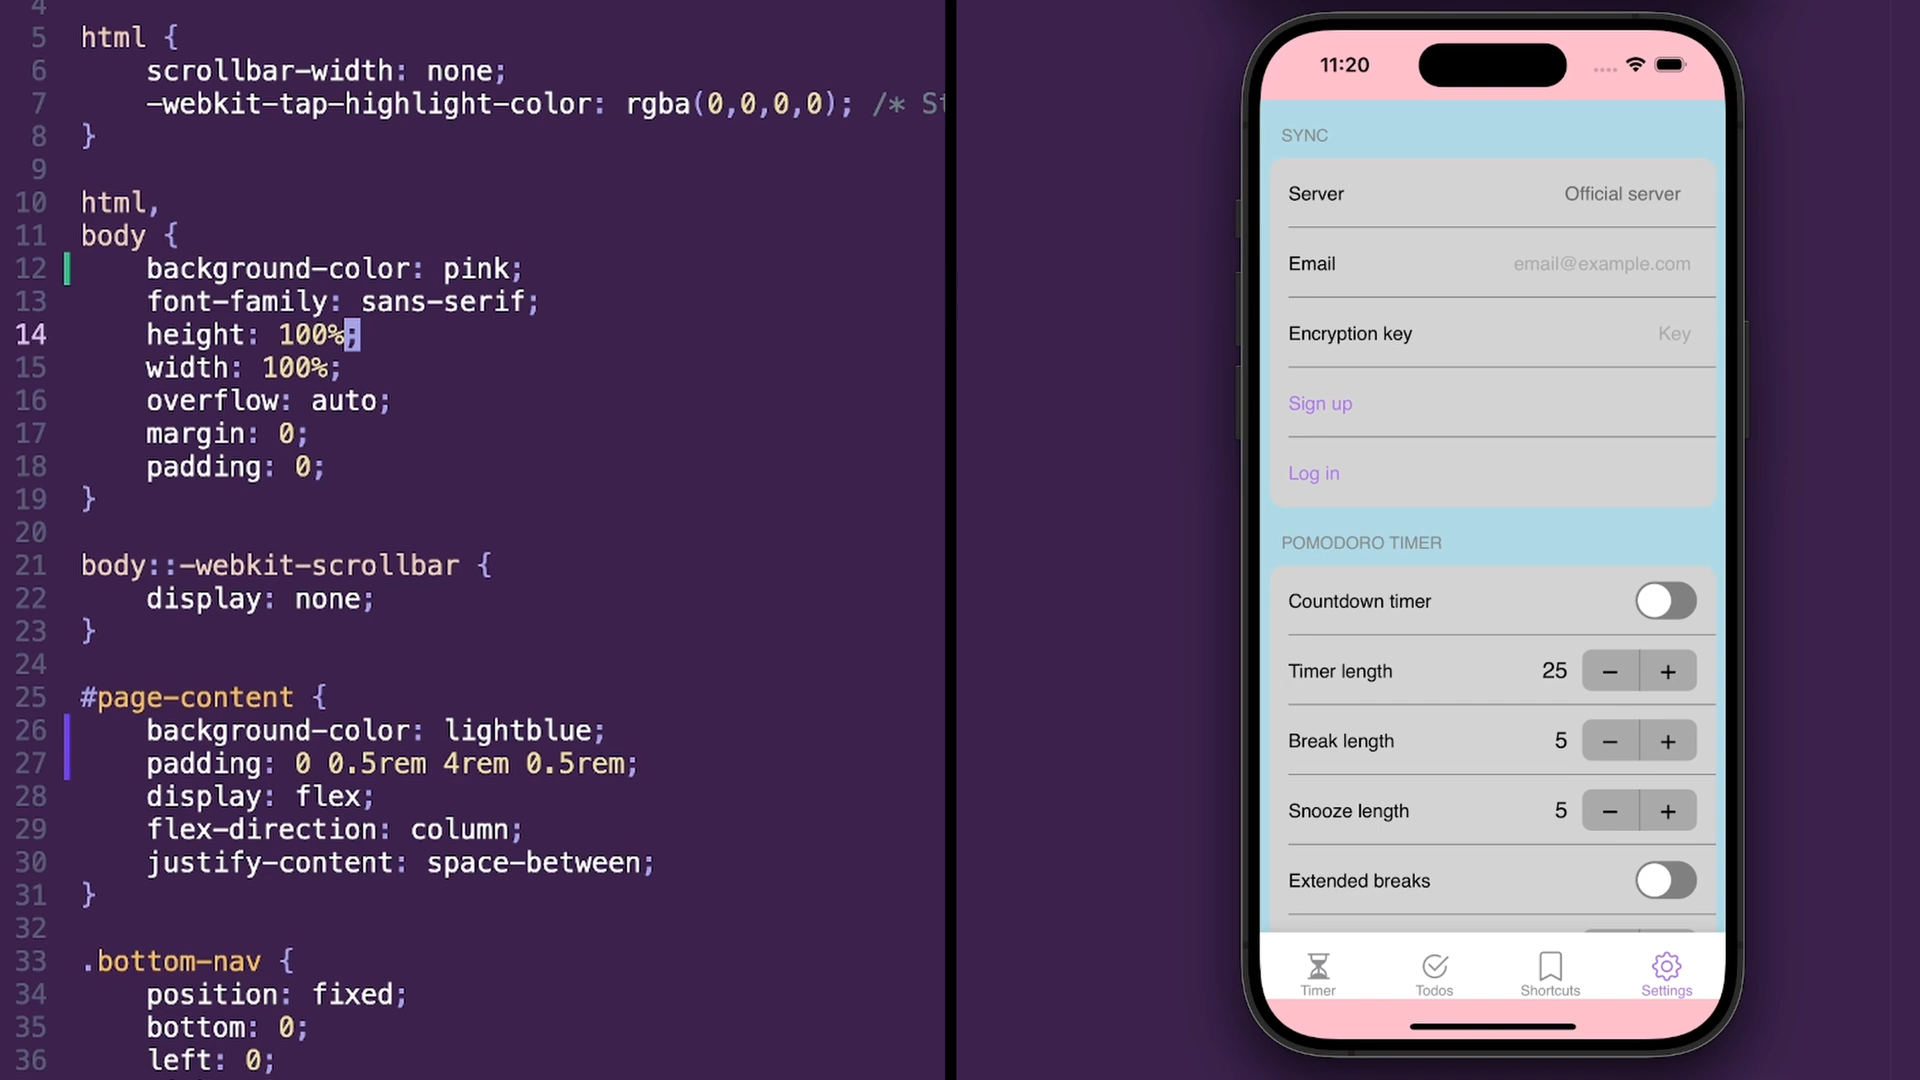 4
5 html {
6 scrollbar-width: none;
7 -webkit-tap-highlight-color: rgba(0,0,0,0); /* St
8 }
9
10 html,
11 body {
12 background-color: pink;
13 font-family: sans-serif;
14 height: 100%;
15 width: 100%;
16 overflow: auto;
17 margin: 0;
18 padding: 0;
19 }
20
21 body::-webkit-scrollbar {
22 display: none;
23 }
24
25 #page-content {
26 background-color: lightblue;
27 padding: 0 0.5rem 4rem 0.5rem;
28 display: flex;
29 flex-direction: column;
30 justify-content: space-between;
31 }
32
33 .bottom-nav {
34 position: fixed;
35 bottom: 0;
36 left: 0;
11:20
SYNC
Server Official server
Email email@example.com
Encryption key Key
Sign up
Log in
POMODORO TIMER
Countdown timer
Timer length 25 − +
Break length 5 − +
Snooze length 5 − +
Extended breaks
Timer Todos Shortcuts Settings